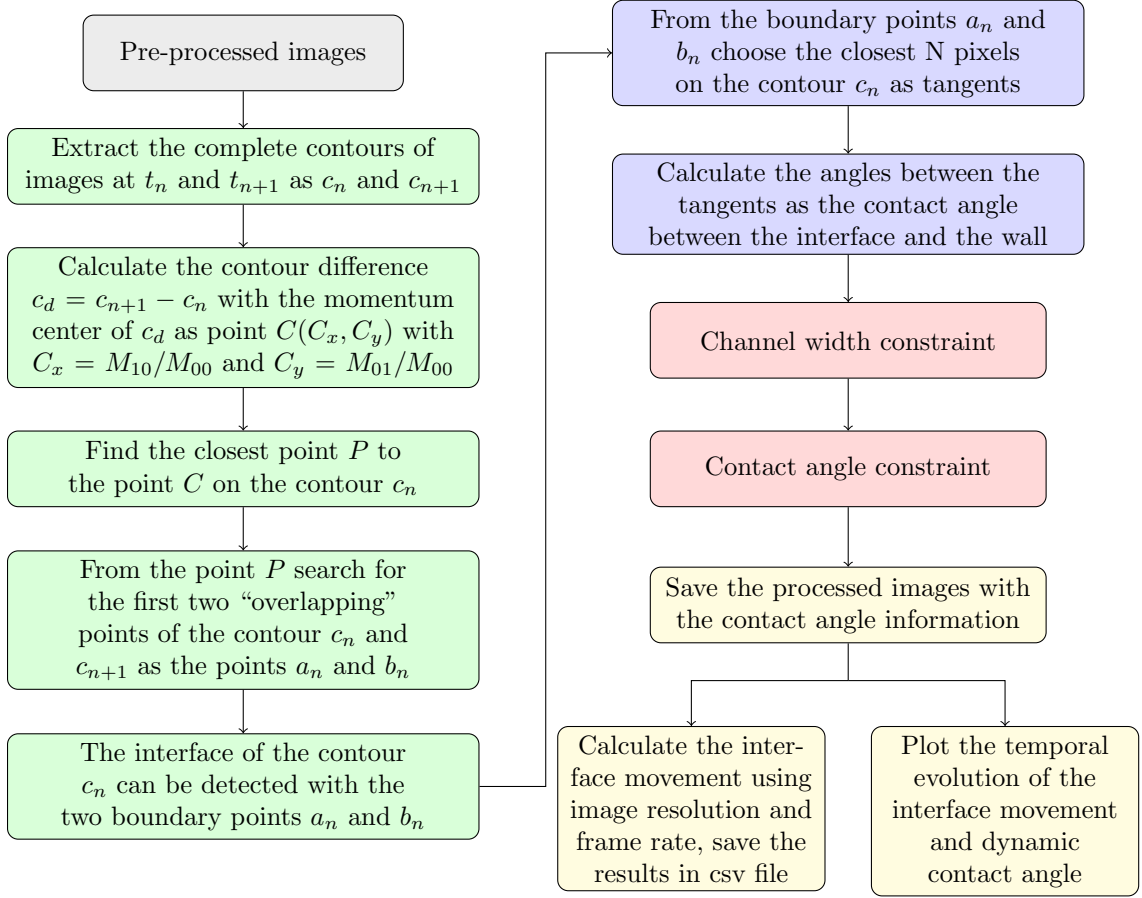 Pre-processed images
Extract the complete contours of
images at tₙ and tₙ₊₁ as cₙ and cₙ₊₁
Calculate the contour difference
c_d = cₙ₊₁ − cₙ with the momentum
center of c_d as point C(Cₓ, C_y) with
Cₓ = M₁₀/M₀₀ and C_y = M₀₁/M₀₀
Find the closest point P to
the point C on the contour cₙ
From the point P search for
the first two “overlapping”
points of the contour cₙ and
cₙ₊₁ as the points aₙ and bₙ
The interface of the contour
cₙ can be detected with the
two boundary points aₙ and bₙ
From the boundary points aₙ and
bₙ choose the closest N pixels
on the contour cₙ as tangents
Calculate the angles between the
tangents as the contact angle
between the interface and the wall
Channel width constraint
Contact angle constraint
Save the processed images with
the contact angle information
Calculate the inter-
face movement using
image resolution and
frame rate, save the
results in csv file
Plot the temporal
evolution of the
interface movement
and dynamic
contact angle